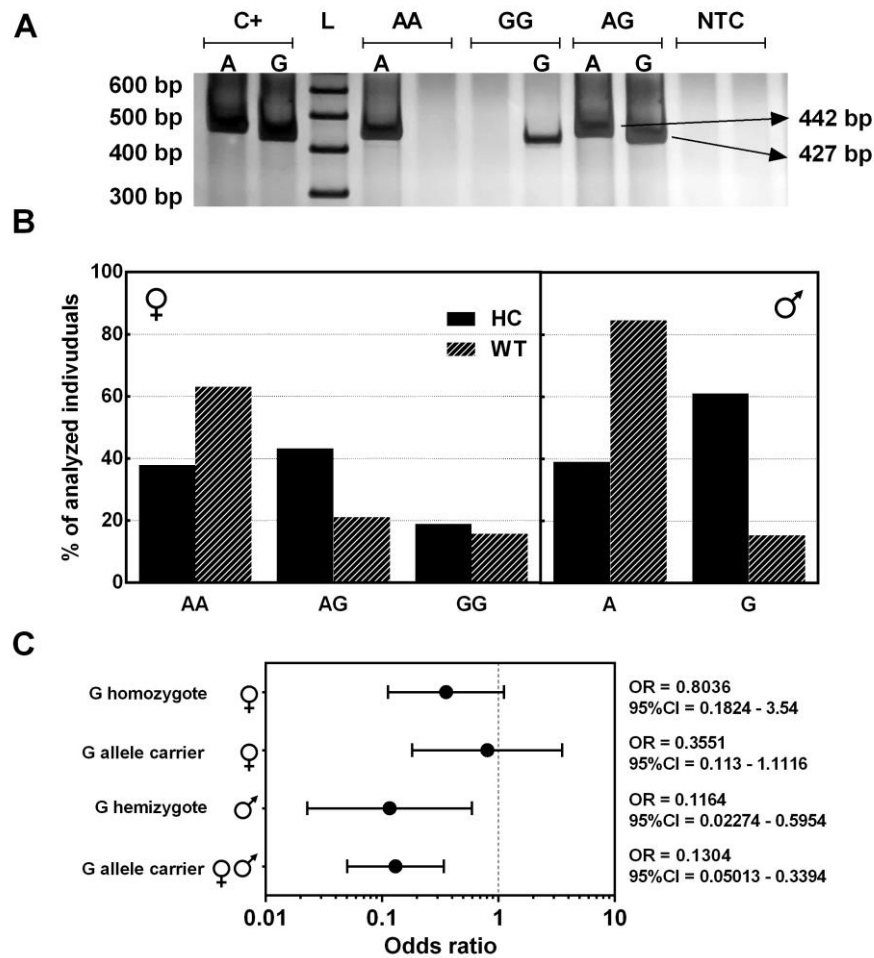 A
C+ L AA GG AG NTC
A G A G A G
600 bp
500 bp
400 bp
300 bp
442 bp
427 bp
B
% of analyzed indivuduals
100
80
60
40
20
0
♀
HC
WT
♂
AA AG GG A G
C
G homozygote ♀
OR = 0.8036
95%CI = 0.1824 - 3.54
G allele carrier ♀
OR = 0.3551
95%CI = 0.113 - 1.1116
G hemizygote ♂
OR = 0.1164
95%CI = 0.02274 - 0.5954
G allele carrier ♀♂
OR = 0.1304
95%CI = 0.05013 - 0.3394
0.01 0.1 1 10
Odds ratio